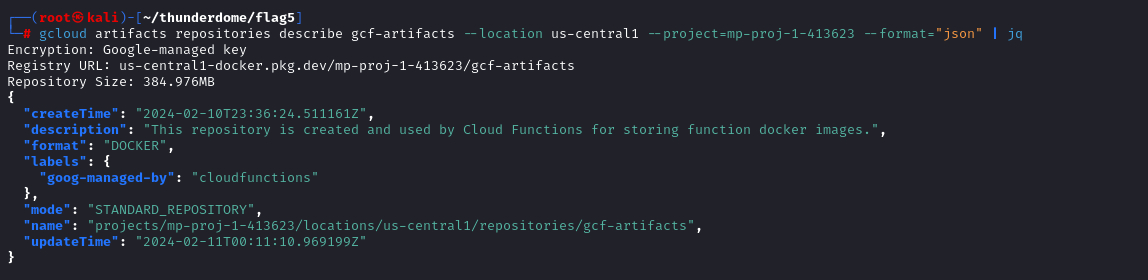 ┌──(root㉿kali)-[~/thunderdome/flag5]
└─# gcloud artifacts repositories describe gcf-artifacts --location us-central1 --project=mp-proj-1-413623 --format="json" | jq
Encryption: Google-managed key
Registry URL: us-central1-docker.pkg.dev/mp-proj-1-413623/gcf-artifacts
Repository Size: 384.976MB
{
  "createTime": "2024-02-10T23:36:24.511161Z",
  "description": "This repository is created and used by Cloud Functions for storing function docker images.",
  "format": "DOCKER",
  "labels": {
    "goog-managed-by": "cloudfunctions"
  },
  "mode": "STANDARD_REPOSITORY",
  "name": "projects/mp-proj-1-413623/locations/us-central1/repositories/gcf-artifacts",
  "updateTime": "2024-02-11T00:11:10.969199Z"
}